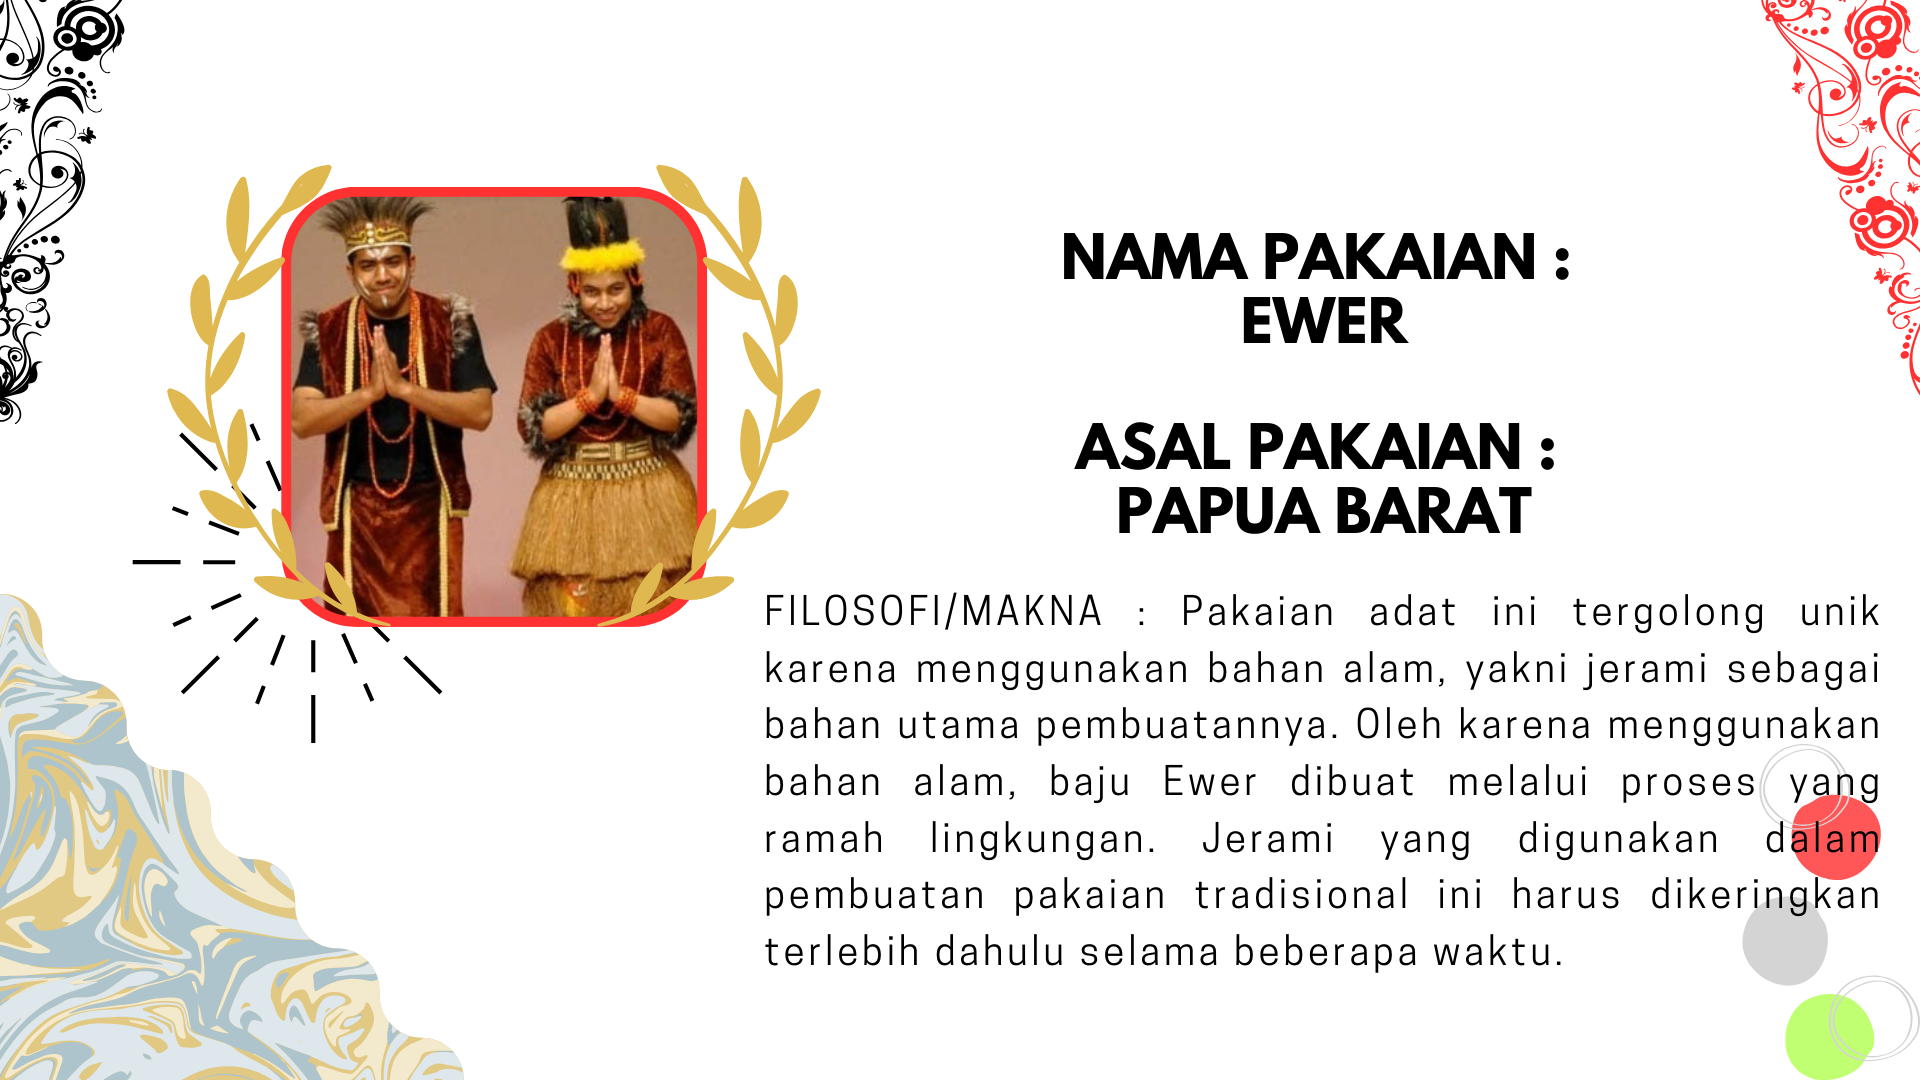 NAMA PAKAIAN :
EWER
ASAL PAKAIAN :
PAPUA BARAT
FILOSOFI/MAKNA : Pakaian adat ini tergolong unik
karena menggunakan bahan alam, yakni jerami sebagai
bahan utama pembuatannya. Oleh karena menggunakan
bahan alam, baju Ewer dibuat melalui proses yang
ramah lingkungan. Jerami yang digunakan dalam
pembuatan pakaian tradisional ini harus dikeringkan
terlebih dahulu selama beberapa waktu.